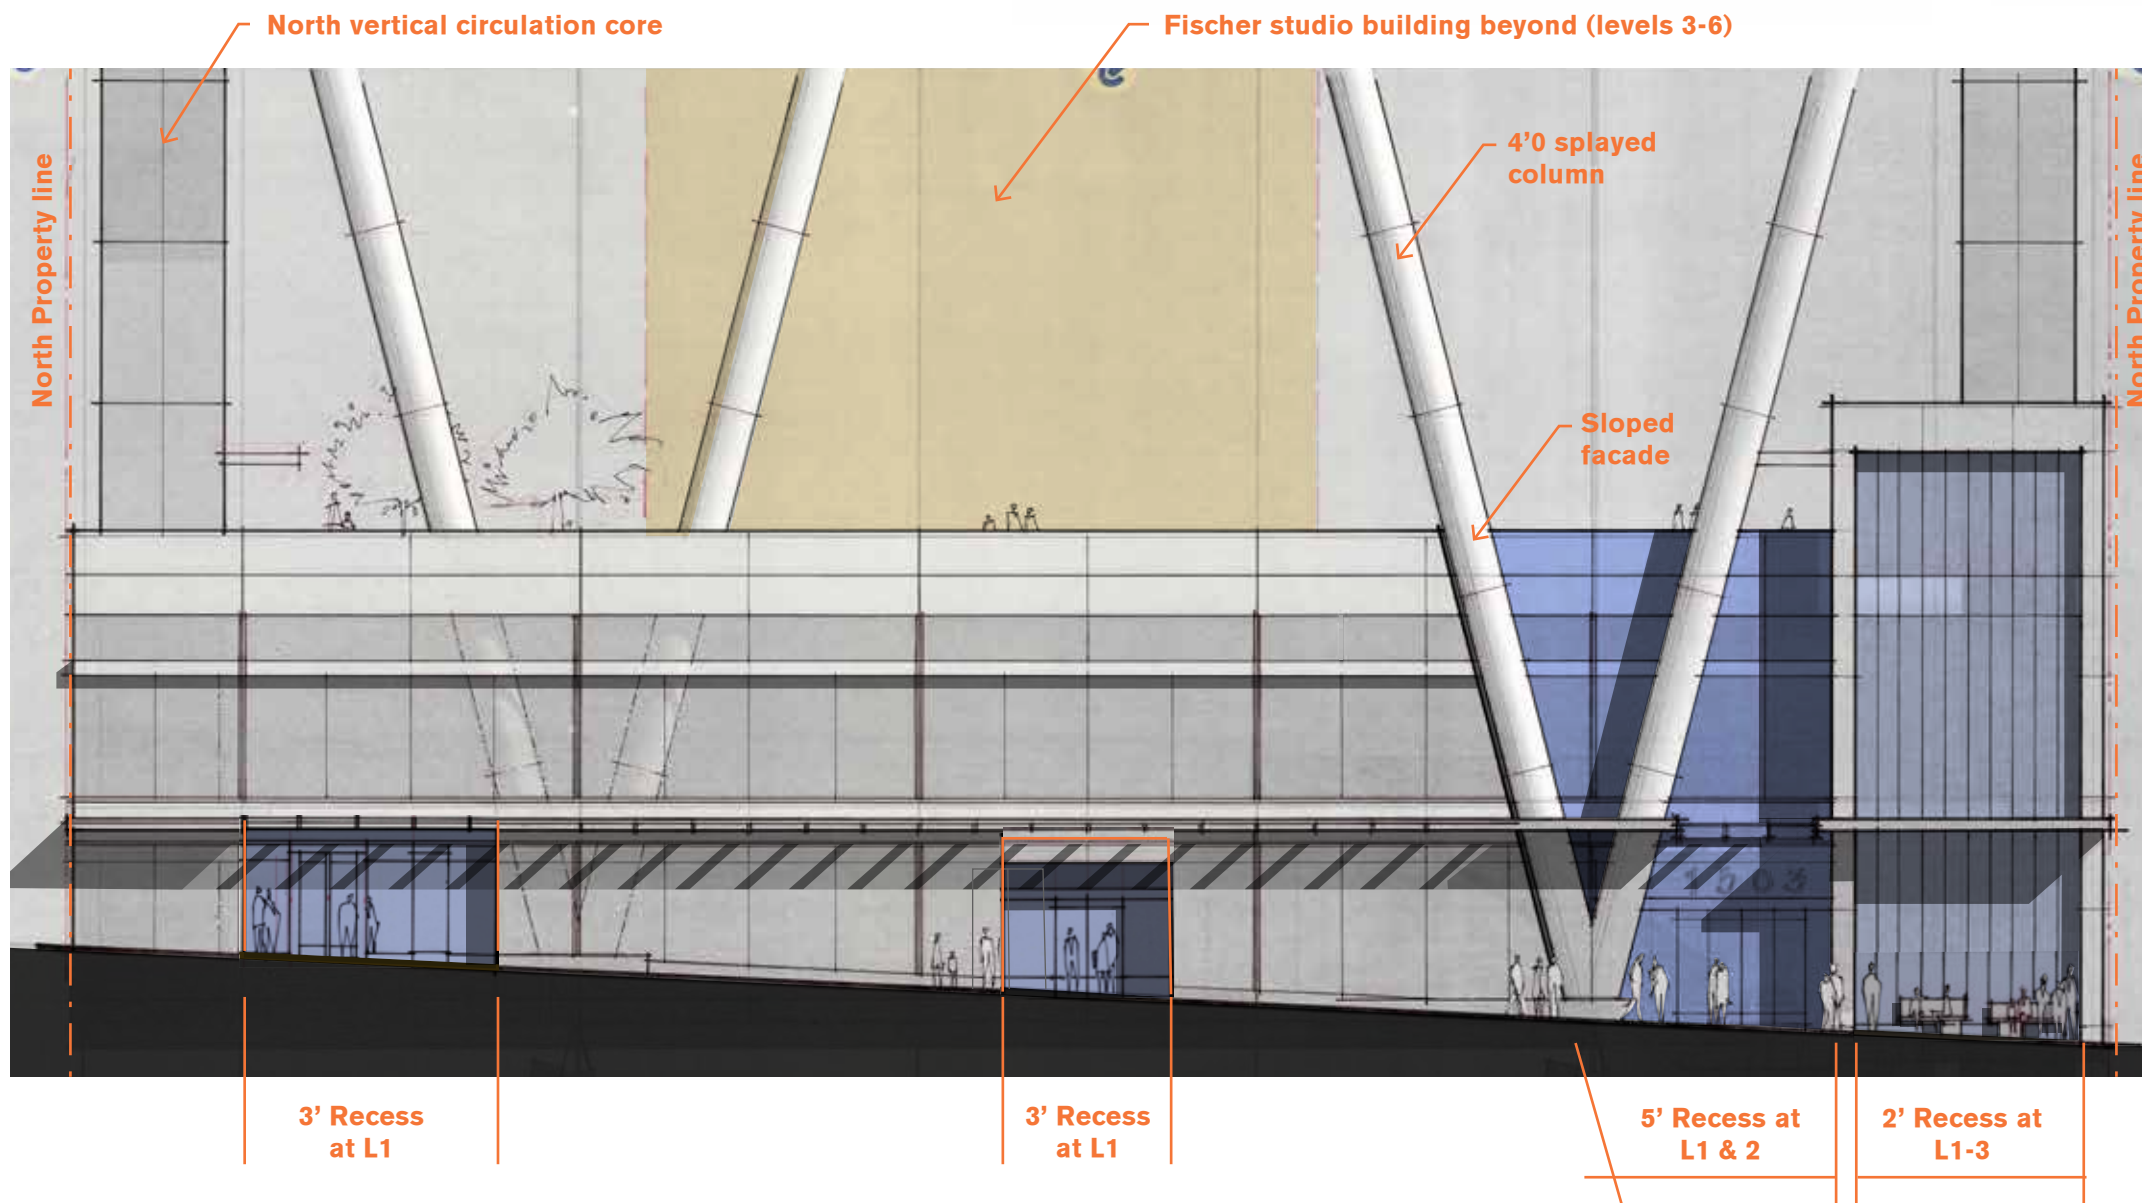 North vertical circulation core
Fischer studio building beyond (levels 3-6)
4’0 splayed
column
North Property line
North Property line
Sloped
facade
1503
3’ Recess
at L1
3’ Recess
at L1
5’ Recess at
L1 & 2
2’ Recess at
L1-3